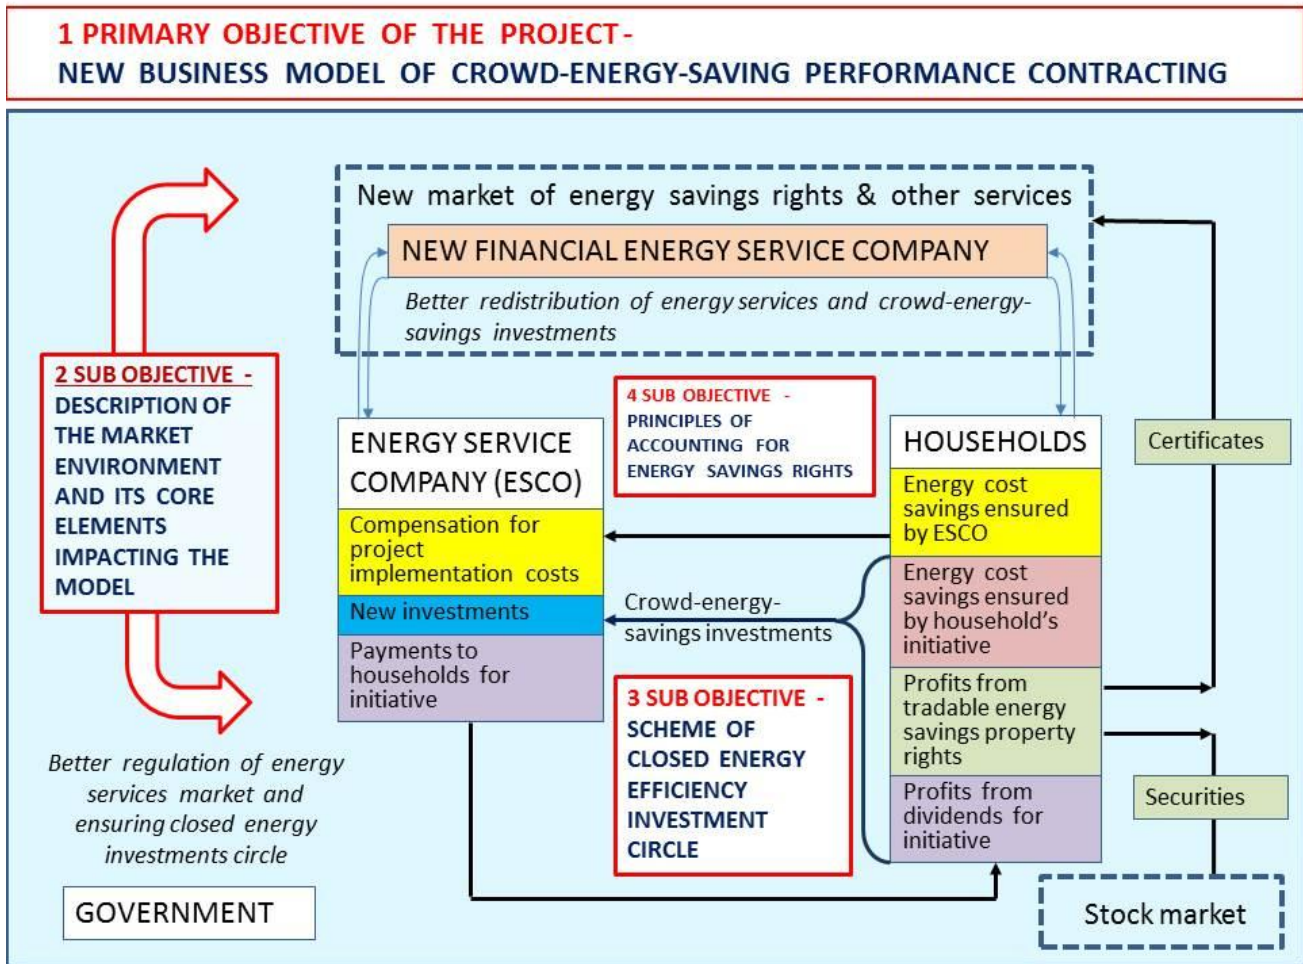 1 PRIMARY OBJECTIVE OF THE PROJECT -
NEW BUSINESS MODEL OF CROWD-ENERGY-SAVING PERFORMANCE CONTRACTING
New market of energy savings rights & other services
NEW FINANCIAL ENERGY SERVICE COMPANY
Better redistribution of energy services and crowd-energy-
savings investments
2 SUB OBJECTIVE -
DESCRIPTION OF
THE MARKET
ENVIRONMENT
AND ITS CORE
ELEMENTS
IMPACTING THE
MODEL
Better regulation of energy
services market and
ensuring closed energy
investments circle
GOVERNMENT
ENERGY SERVICE
COMPANY (ESCO)
Compensation for
project
implementation costs
New investments
Payments to
households for
initiative
4 SUB OBJECTIVE -
PRINCIPLES OF
ACCOUNTING FOR
ENERGY SAVINGS RIGHTS
Crowd-energy-
savings investments
3 SUB OBJECTIVE -
SCHEME OF
CLOSED ENERGY
EFFICIENCY
INVESTMENT
CIRCLE
HOUSEHOLDS
Energy cost
savings ensured
by ESCO
Energy cost
savings ensured
by household's
initiative
Profits from
tradable energy
savings property
rights
Profits from
dividends for
initiative
Certificates
Securities
Stock market